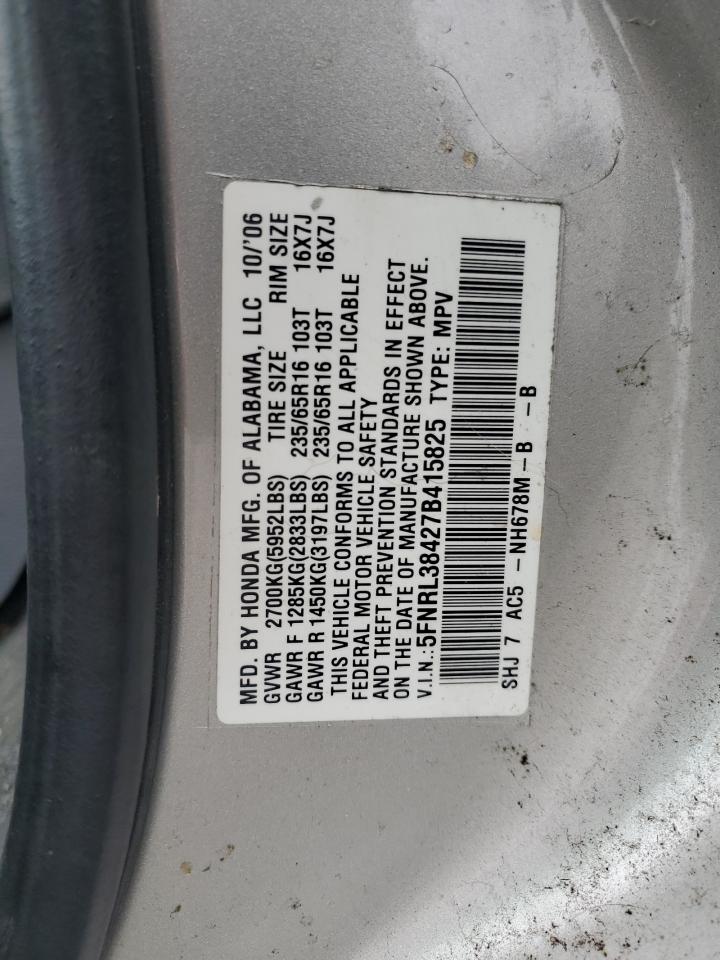 MFD. BY HONDA MFG. OF ALABAMA, LLC 10/'06
GVWR 2700KG(5952LBS) TIRE SIZE RIM SIZE
GAWR F 1285KG(2833LBS) 235/65R16 103T 16X7J
GAWR R 1450KG(3197LBS) 235/65R16 103T 16X7J
THIS VEHICLE CONFORMS TO ALL APPLICABLE
FEDERAL MOTOR VEHICLE SAFETY
AND THEFT PREVENTION STANDARDS IN EFFECT
ON THE DATE OF MANUFACTURE SHOWN ABOVE.
V.I.N.:5FNRL38427B415825 TYPE: MPV
SHJ 7 AC5 -NH678M-B -B